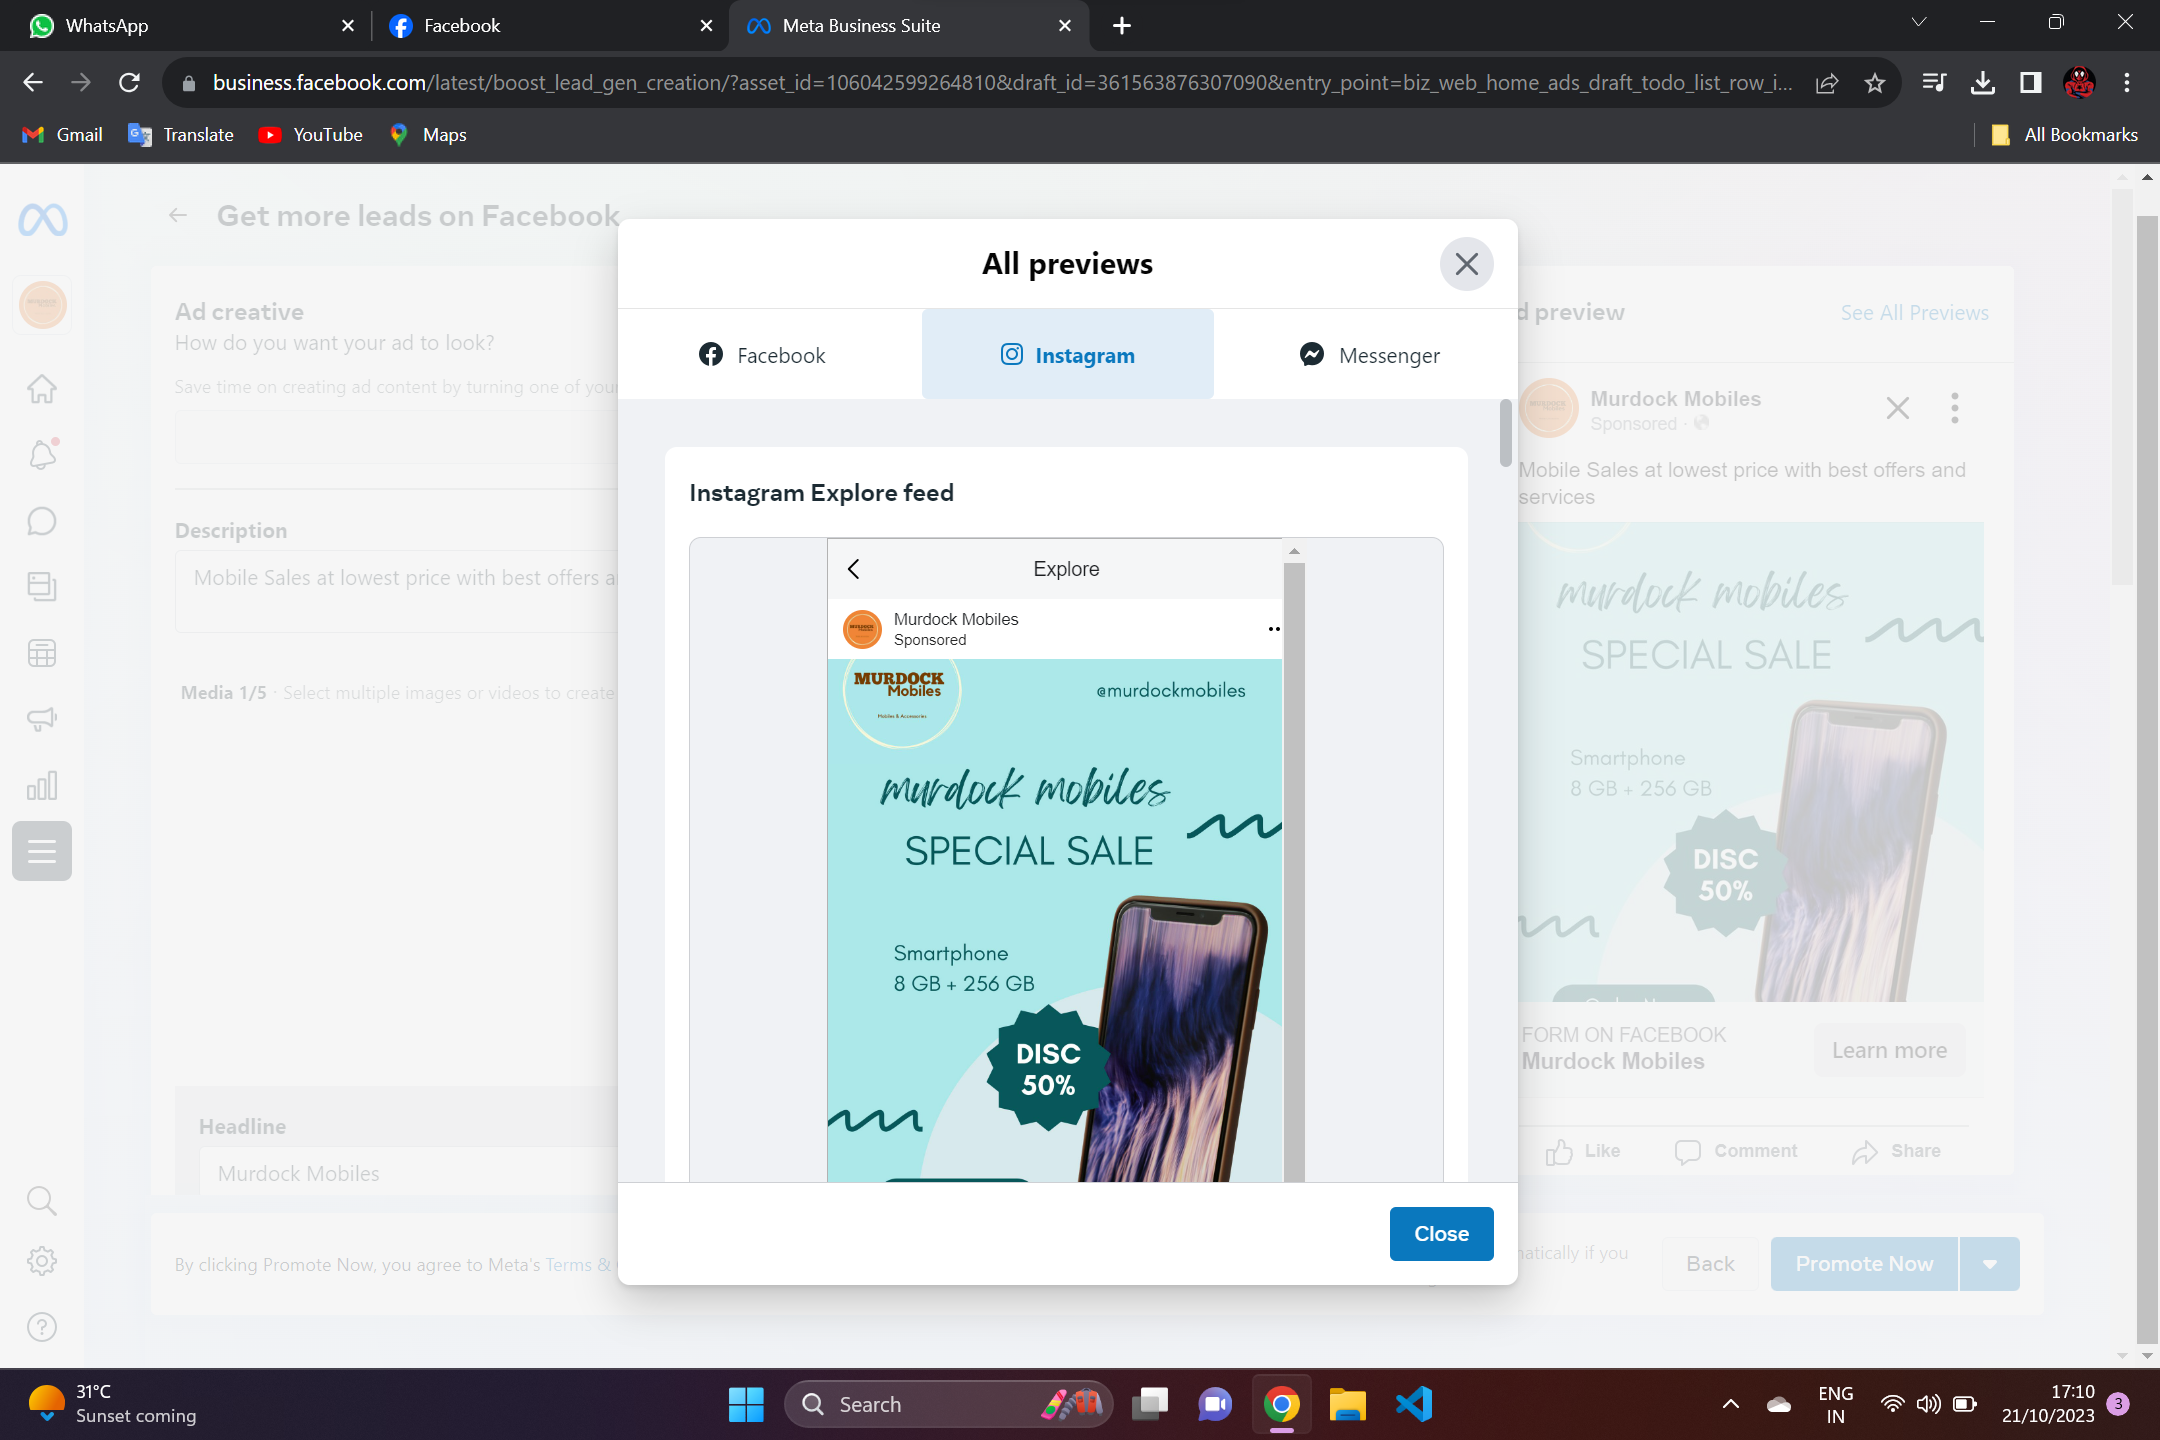 WhatsApp
Facebook
Meta Business Suite
business.facebook.com/latest/boost_lead_gen_creation/?asset_id=106042599264810&draft_id=3615638763070​90&entry_point=biz_web_home_ads_draft_todo_list_row_i...
Gmail
Translate
YouTube
Maps
All Bookmarks
Get more leads on Facebook
Ad creative
How do you want your ad to look?
Save time on creating ad content by turning one of your
Description
Mobile Sales at lowest price with best offers a
Media 1/5 · Select multiple images or videos to create
Headline
Murdock Mobiles
By clicking Promote Now, you agree to Meta's Terms &
All previews
Facebook
Instagram
Messenger
Instagram Explore feed
Explore
Murdock Mobiles
Sponsored
MURDOCK
Mobiles
Mobiles & Accessories
@murdockmobiles
murdock mobiles
SPECIAL SALE
Smartphone
8 GB + 256 GB
DISC
50%
Close
d preview
See All Previews
Murdock Mobiles
Sponsored ·
Mobile Sales at lowest price with best offers and
services
murdock mobiles
SPECIAL SALE
Smartphone
8 GB + 256 GB
DISC
50%
FORM ON FACEBOOK
Murdock Mobiles
Learn more
Like
Comment
Share
matically if you
Back
Promote Now
31°C
Sunset coming
Search
ENG
IN
17:10
21/10/2023
3